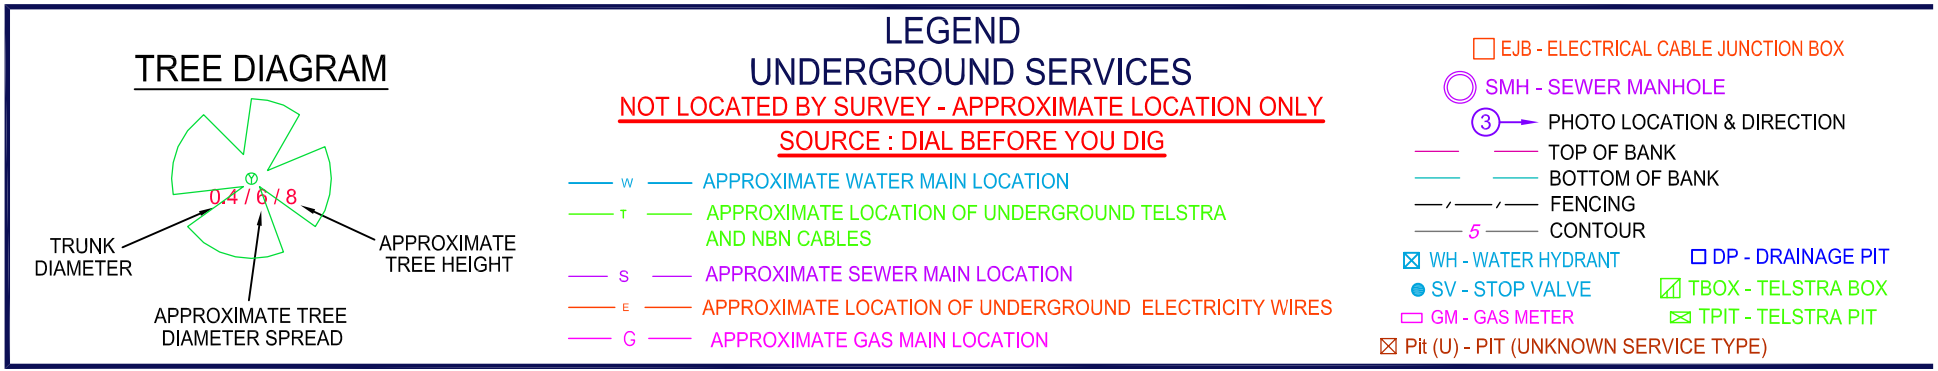 TREE DIAGRAM
0.4 / 6 / 8
TRUNK
DIAMETER
APPROXIMATE
TREE HEIGHT
APPROXIMATE TREE
DIAMETER SPREAD
LEGEND
UNDERGROUND SERVICES
NOT LOCATED BY SURVEY - APPROXIMATE LOCATION ONLY
SOURCE : DIAL BEFORE YOU DIG
W APPROXIMATE WATER MAIN LOCATION
T APPROXIMATE LOCATION OF UNDERGROUND TELSTRA
AND NBN CABLES
S APPROXIMATE SEWER MAIN LOCATION
E APPROXIMATE LOCATION OF UNDERGROUND ELECTRICITY WIRES
G APPROXIMATE GAS MAIN LOCATION
EJB - ELECTRICAL CABLE JUNCTION BOX
SMH - SEWER MANHOLE
3 PHOTO LOCATION & DIRECTION
TOP OF BANK
BOTTOM OF BANK
FENCING
5 CONTOUR
WH - WATER HYDRANT
DP - DRAINAGE PIT
SV - STOP VALVE
TBOX - TELSTRA BOX
GM - GAS METER
TPIT - TELSTRA PIT
Pit (U) - PIT (UNKNOWN SERVICE TYPE)